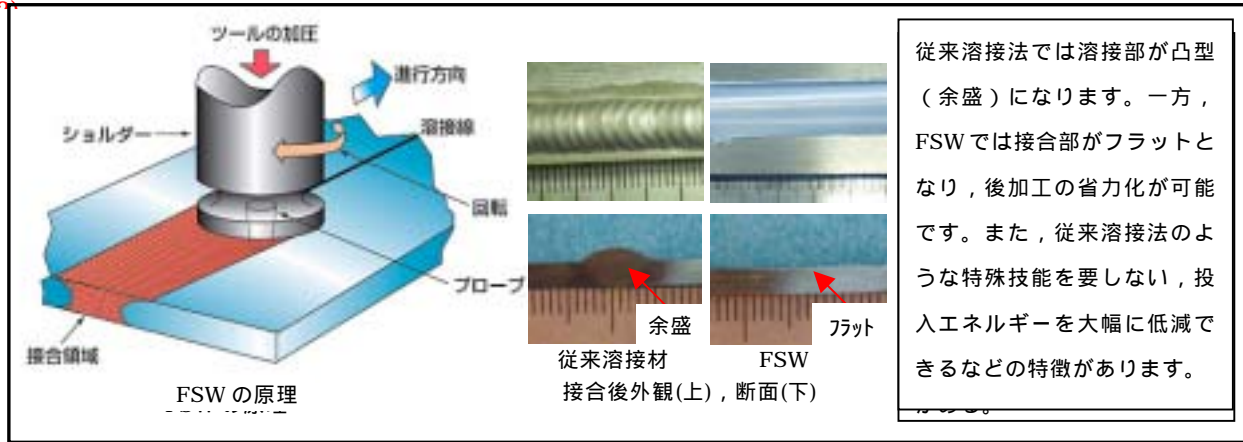 ツールの加圧
進行方向
ショルダー
溶接線
回転
プローブ
接合領域
FSW の原理
余盛
フラット
従来溶接材 FSW
接合後外観(上)，断面(下)
従来溶接法では溶接部が凸型
（余盛）になります。一方，
FSW では接合部がフラットと
なり，後加工の省力化が可能
です。また，従来溶接法のよ
うな特殊技能を要しない，投
入エネルギーを大幅に低減で
きるなどの特徴があります。